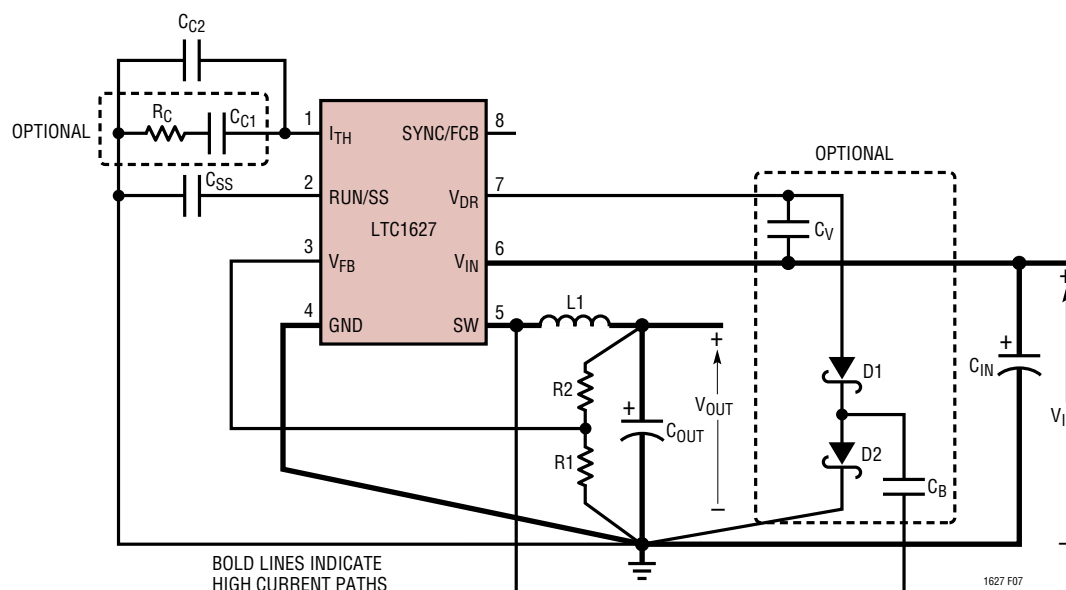 CC2
OPTIONAL
RC
CC1
1
ITH
SYNC/FCB
8
CSS
2
RUN/SS
VDR
7
OPTIONAL
LTC1627
CV
3
VFB
VIN
6
4
GND
SW
5
L1
+
+
+
D1
CIN
R2
+
VOUT
COUT
R1
D2
CB
–
–
BOLD LINES INDICATE
HIGH CURRENT PATHS
1627 F07